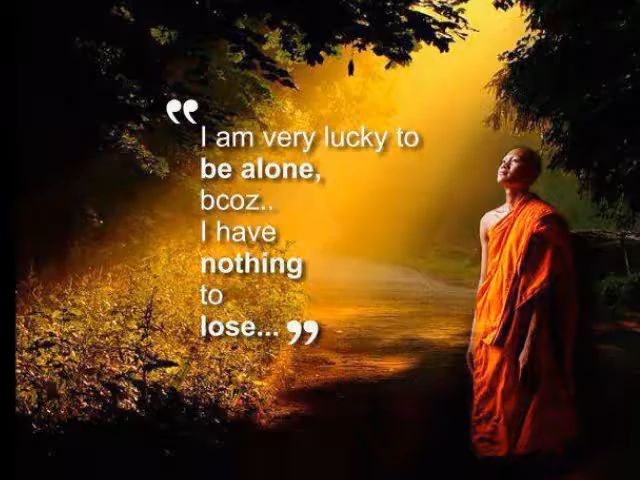 “ I am very lucky to
be alone,
bcoz..
I have
nothing
to
lose... ”